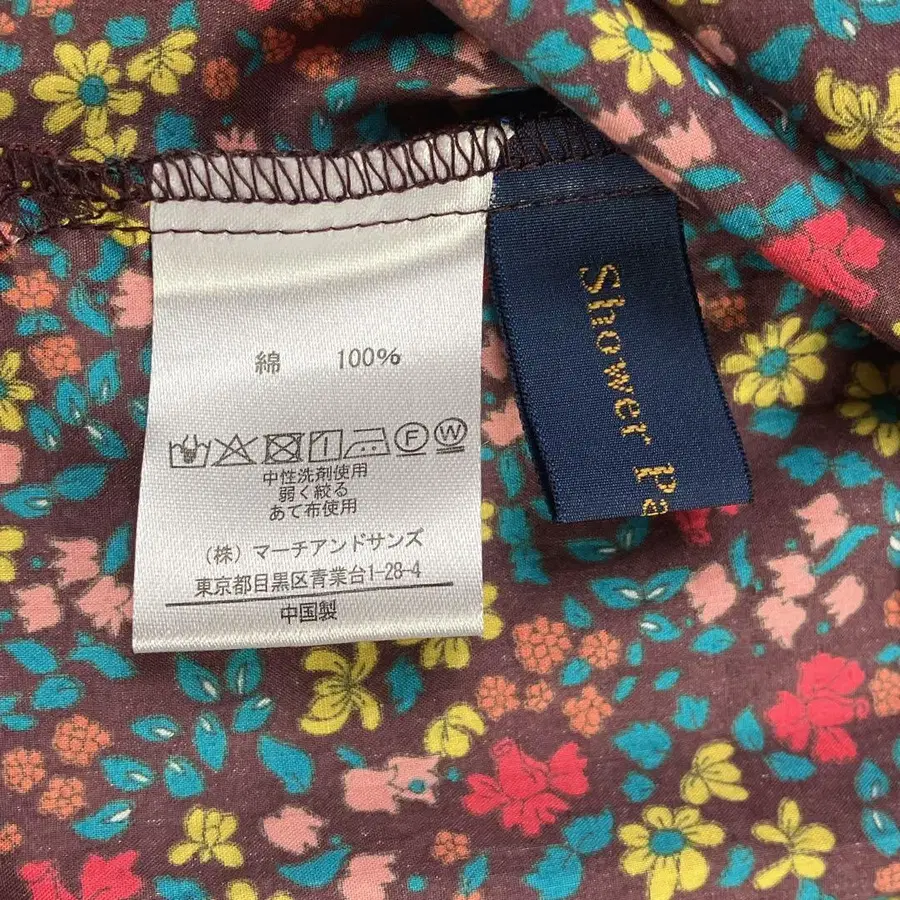 綿 100%
F W
中性洗剤使用
弱く絞る
あて布使用
(株)マーチアンドサンズ
東京都目黒区青葉台1-28-4
中国製
Shower Pa